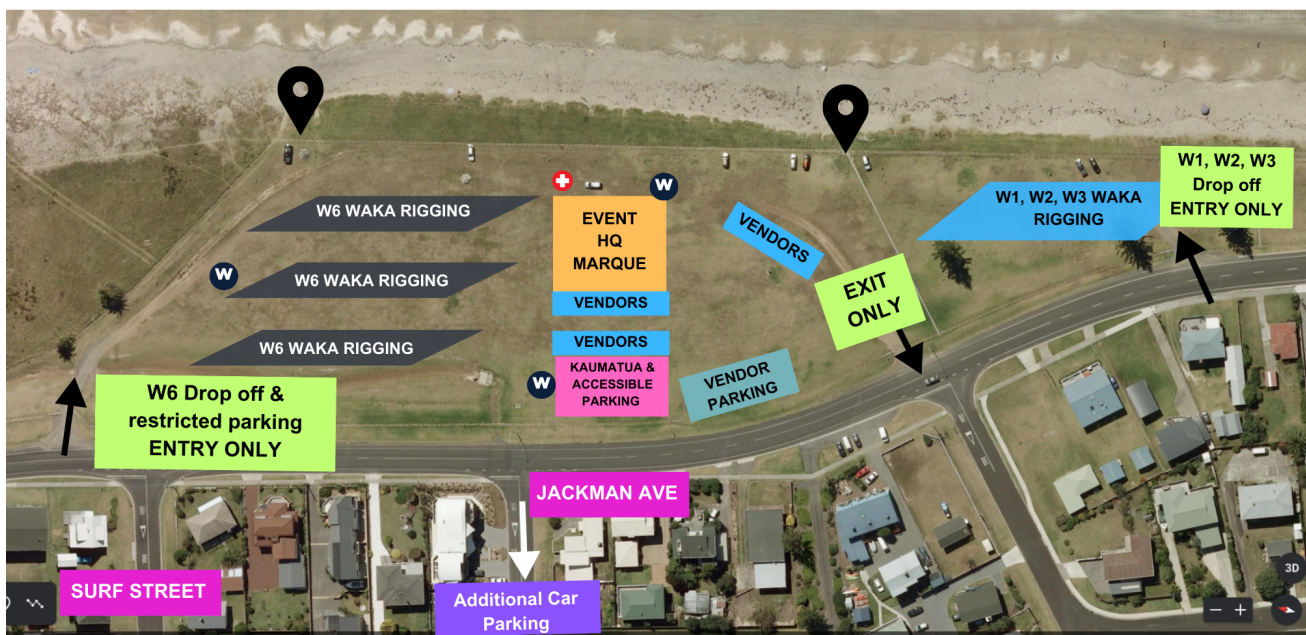 W6 WAKA RIGGING
W6 WAKA RIGGING
W6 WAKA RIGGING
W
W
W
EVENT
HQ
MARQUE
VENDORS
VENDORS
KAUMATUA &
ACCESSIBLE
PARKING
VENDORS
VENDOR
PARKING
EXIT
ONLY
W1, W2, W3 WAKA
RIGGING
W1, W2, W3
Drop off
ENTRY ONLY
W6 Drop off &
restricted parking
ENTRY ONLY
JACKMAN AVE
SURF STREET
Additional Car
Parking
3D